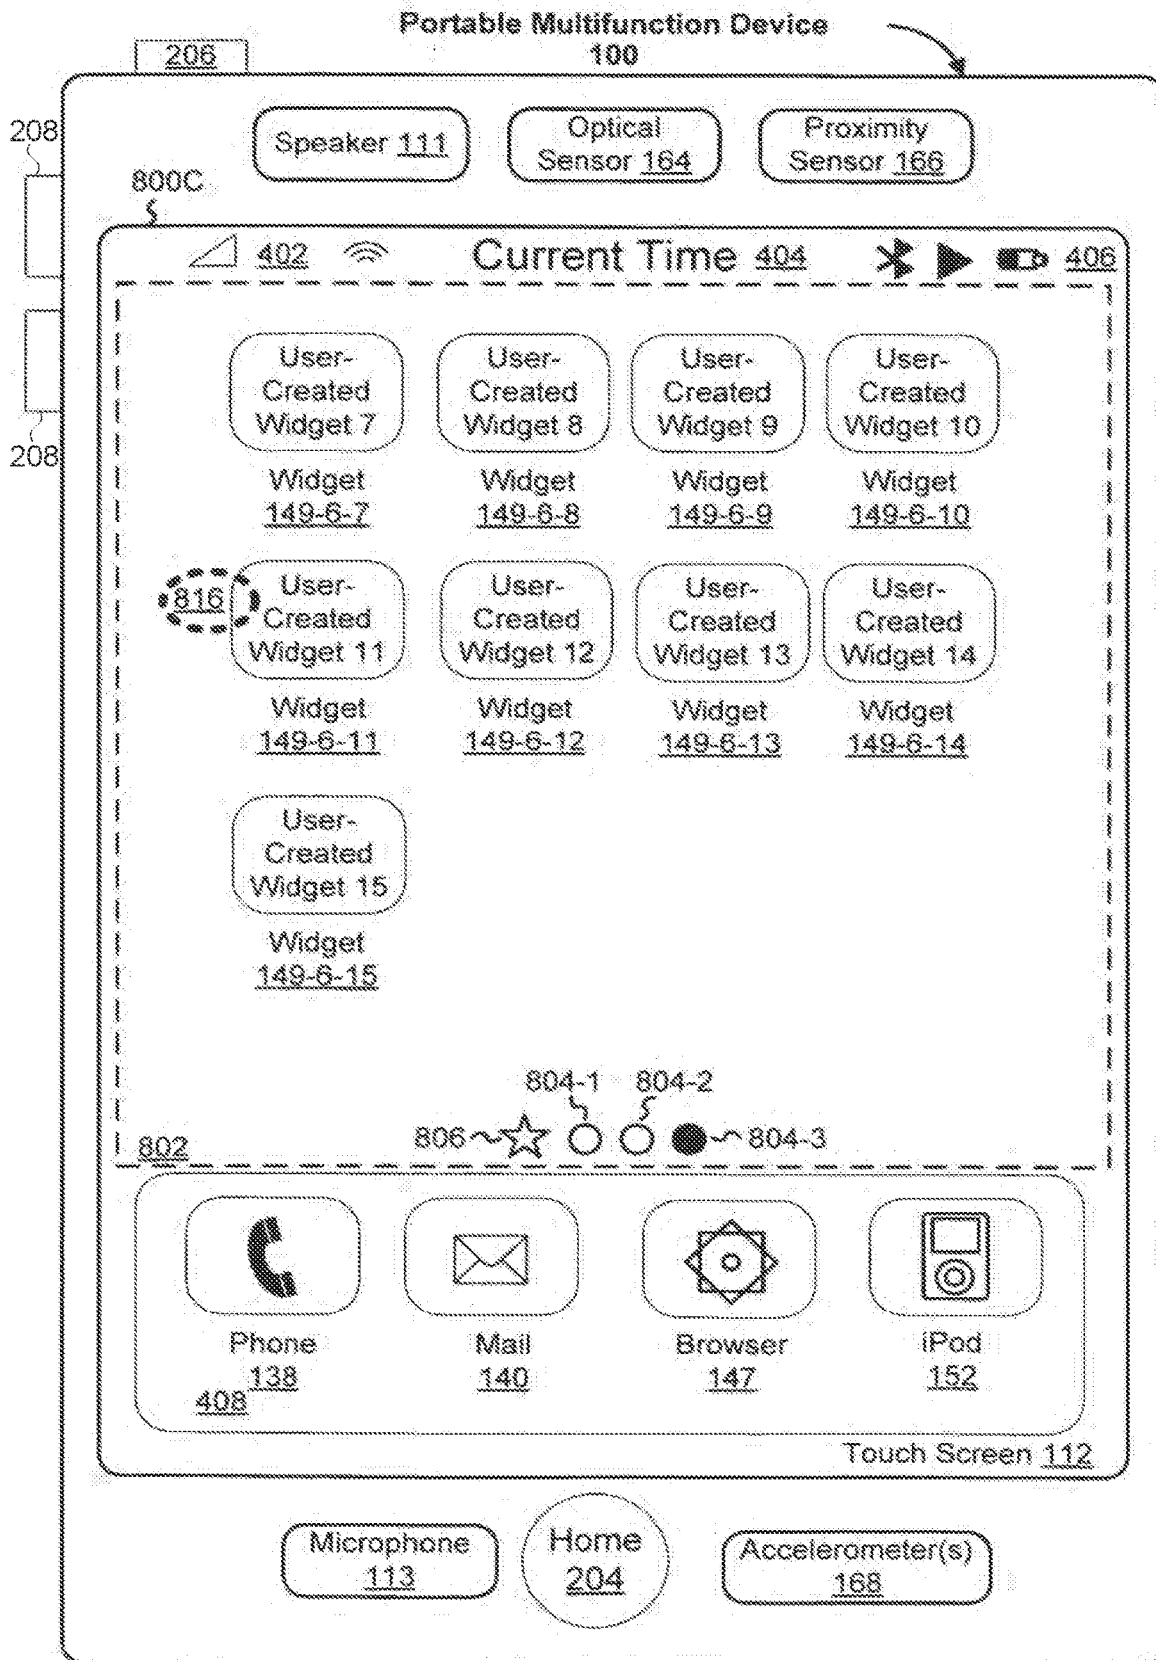 Portable Multifunction Device
100
206
208
Speaker 111
Optical
Sensor 164
Proximity
Sensor 166
800C
402
Current Time 404
406
208
User-
Created
Widget 7
User-
Created
Widget 8
User-
Created
Widget 9
User-
Created
Widget 10
Widget
149-6-7
Widget
149-6-8
Widget
149-6-9
Widget
149-6-10
816
User-
Created
Widget 11
User-
Created
Widget 12
User-
Created
Widget 13
User-
Created
Widget 14
Widget
149-6-11
Widget
149-6-12
Widget
149-6-13
Widget
149-6-14
User-
Created
Widget 15
Widget
149-6-15
804-1
804-2
806
804-3
802
Phone
138
Mail
140
Browser
147
iPod
152
408
Touch Screen 112
Microphone
113
Home
204
Accelerometer(s)
168